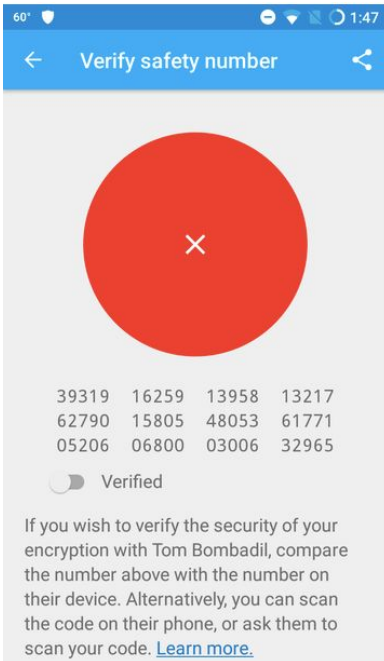 60° 1:47
Verify safety number
39319 16259 13958 13217
62790 15805 48053 61771
05206 06800 03006 32965
Verified
If you wish to verify the security of your
encryption with Tom Bombadil, compare
the number above with the number on
their device. Alternatively, you can scan
the code on their phone, or ask them to
scan your code. Learn more.